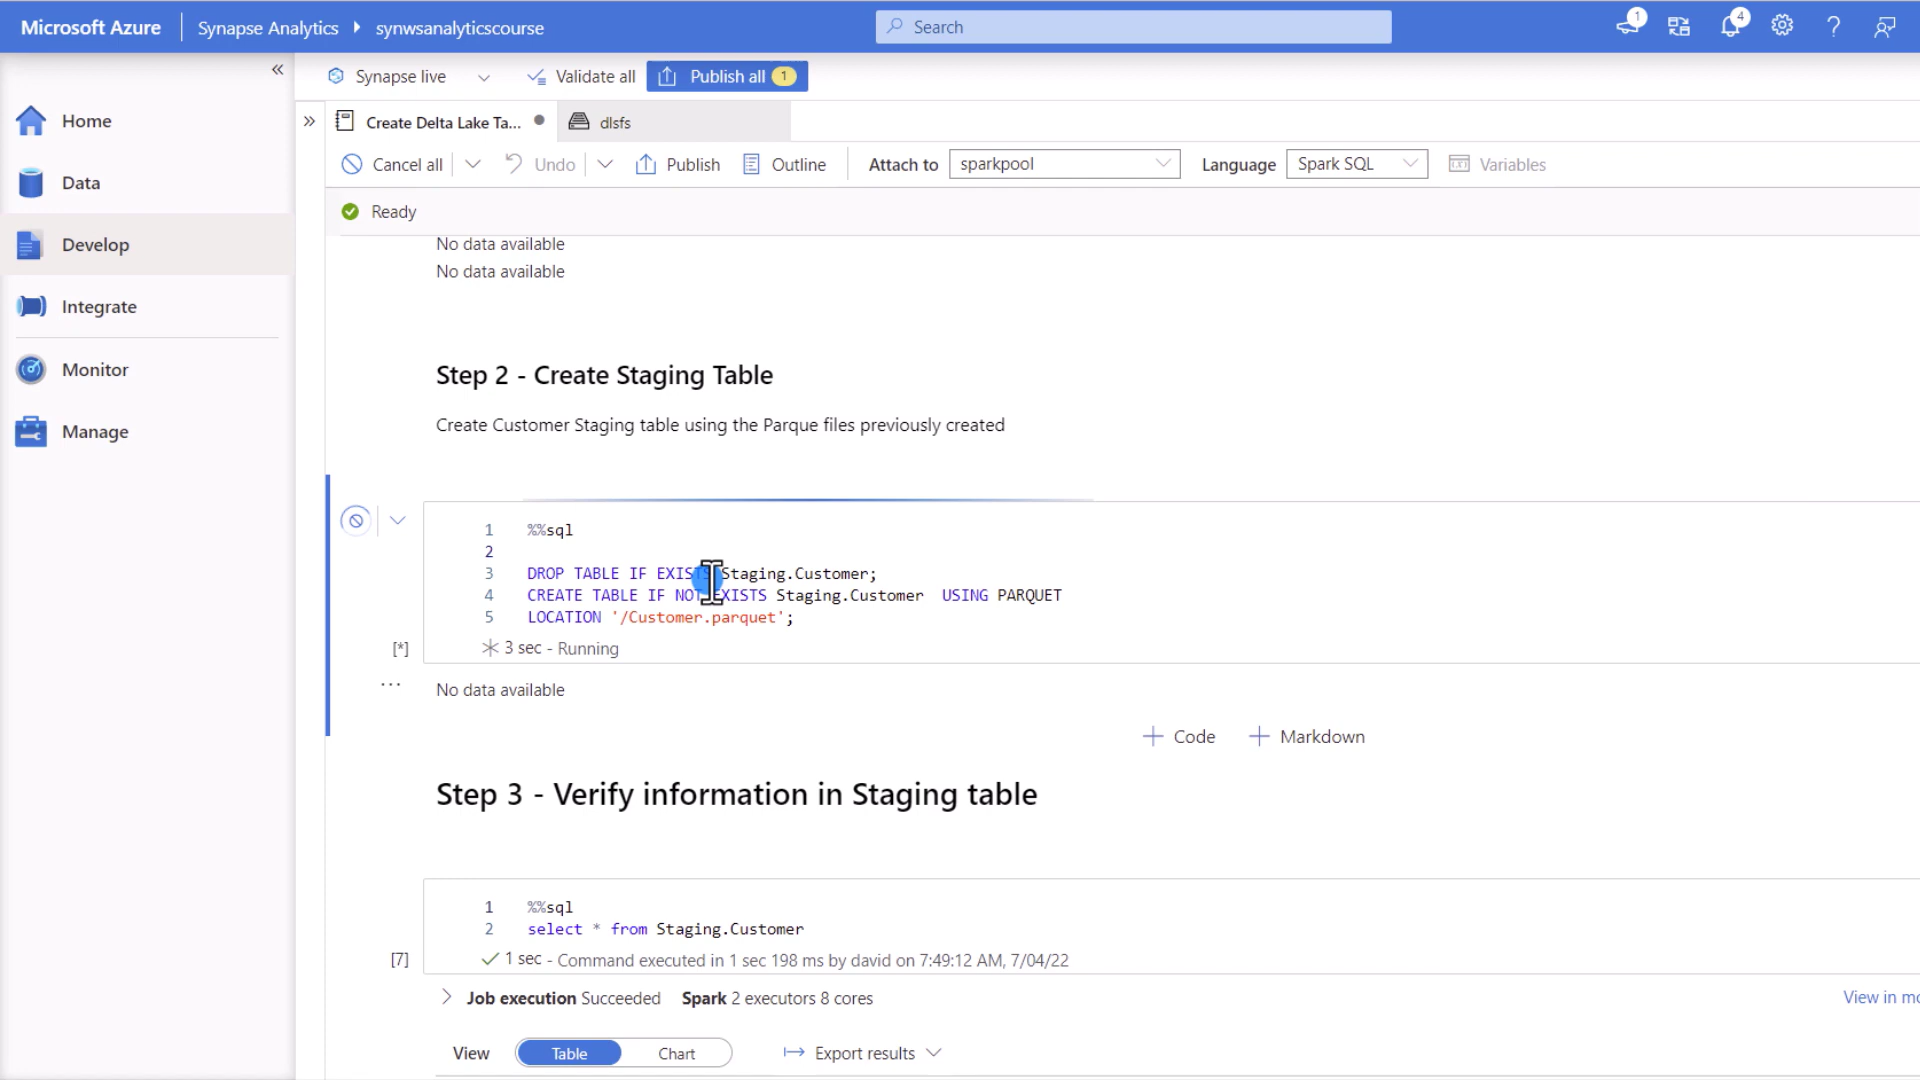 Microsoft Azure Synapse Analytics synwsanalyticscourse Search 1 4
Synapse live Validate all Publish all 1
Create Delta Lake Ta... dlsfs
Cancel all Undo Publish Outline Attach to sparkpool Language Spark SQL Variables
Ready
Home
Data
Develop
Integrate
Monitor
Manage
No data available
No data available
Step 2 - Create Staging Table
Create Customer Staging table using the Parque files previously created
1 %%sql
2
3 DROP TABLE IF EXISTS Staging.Customer;
4 CREATE TABLE IF NOT EXISTS Staging.Customer USING PARQUET
5 LOCATION '/Customer.parquet';
[*] 3 sec - Running
... No data available
+ Code + Markdown
Step 3 - Verify information in Staging table
1 %%sql
2 select * from Staging.Customer
[7] 1 sec - Command executed in 1 sec 198 ms by david on 7:49:12 AM, 7/04/22
Job execution Succeeded Spark 2 executors 8 cores View in mo
View Table Chart Export results